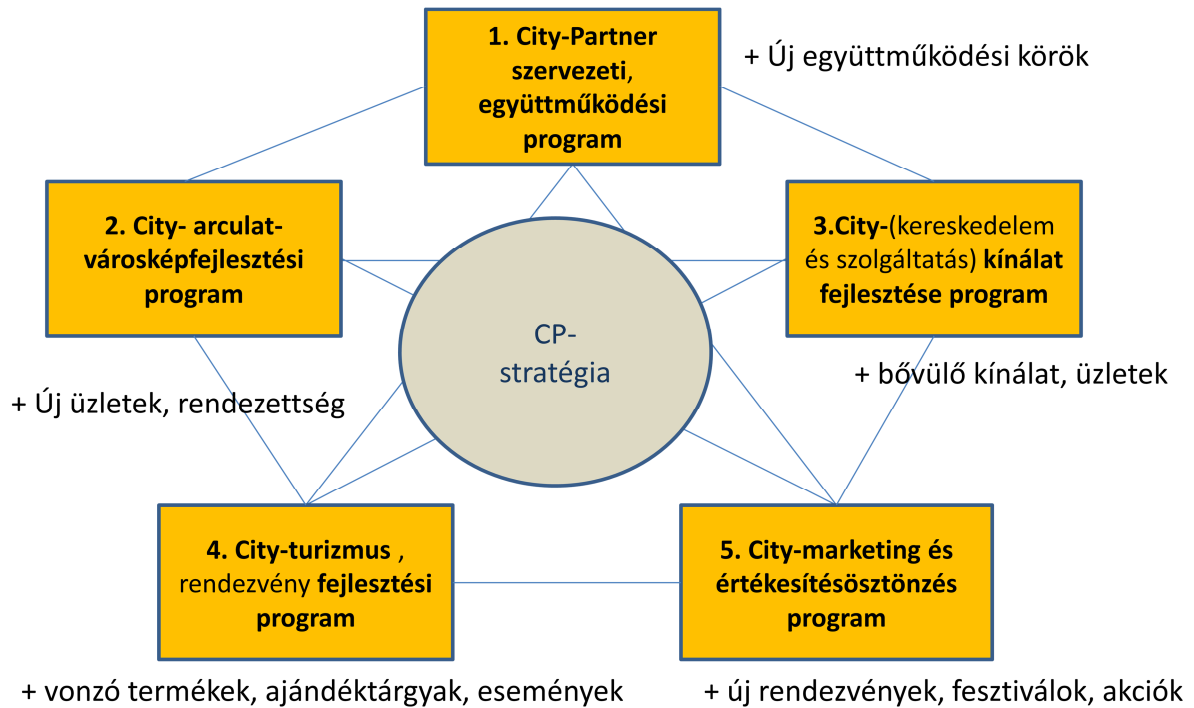 1. City-Partner
szervezeti,
együttműködési
program
+ Új együttműködési körök
2. City- arculat-
városképfejlesztési
program
3.City-(kereskedelem
és szolgáltatás) kínálat
fejlesztése program
CP-
stratégia
+ bővülő kínálat, üzletek
+ Új üzletek, rendezettség
4. City-turizmus ,
rendezvény fejlesztési
program
5. City-marketing és
értékesítésösztönzés
program
+ vonzó termékek, ajándéktárgyak, események
+ új rendezvények, fesztiválok, akciók